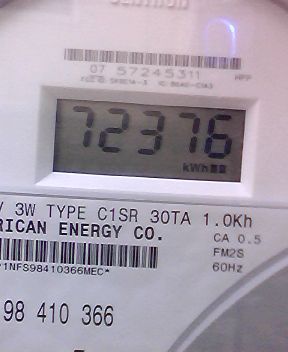 07 57245311 HPP
72376
kWh
V 3W TYPE C1SR 30TA 1.0Kh
RICAN ENERGY CO.
CA 0.5
FM2S
60Hz
1NFS98410366MEC*
98 410 366